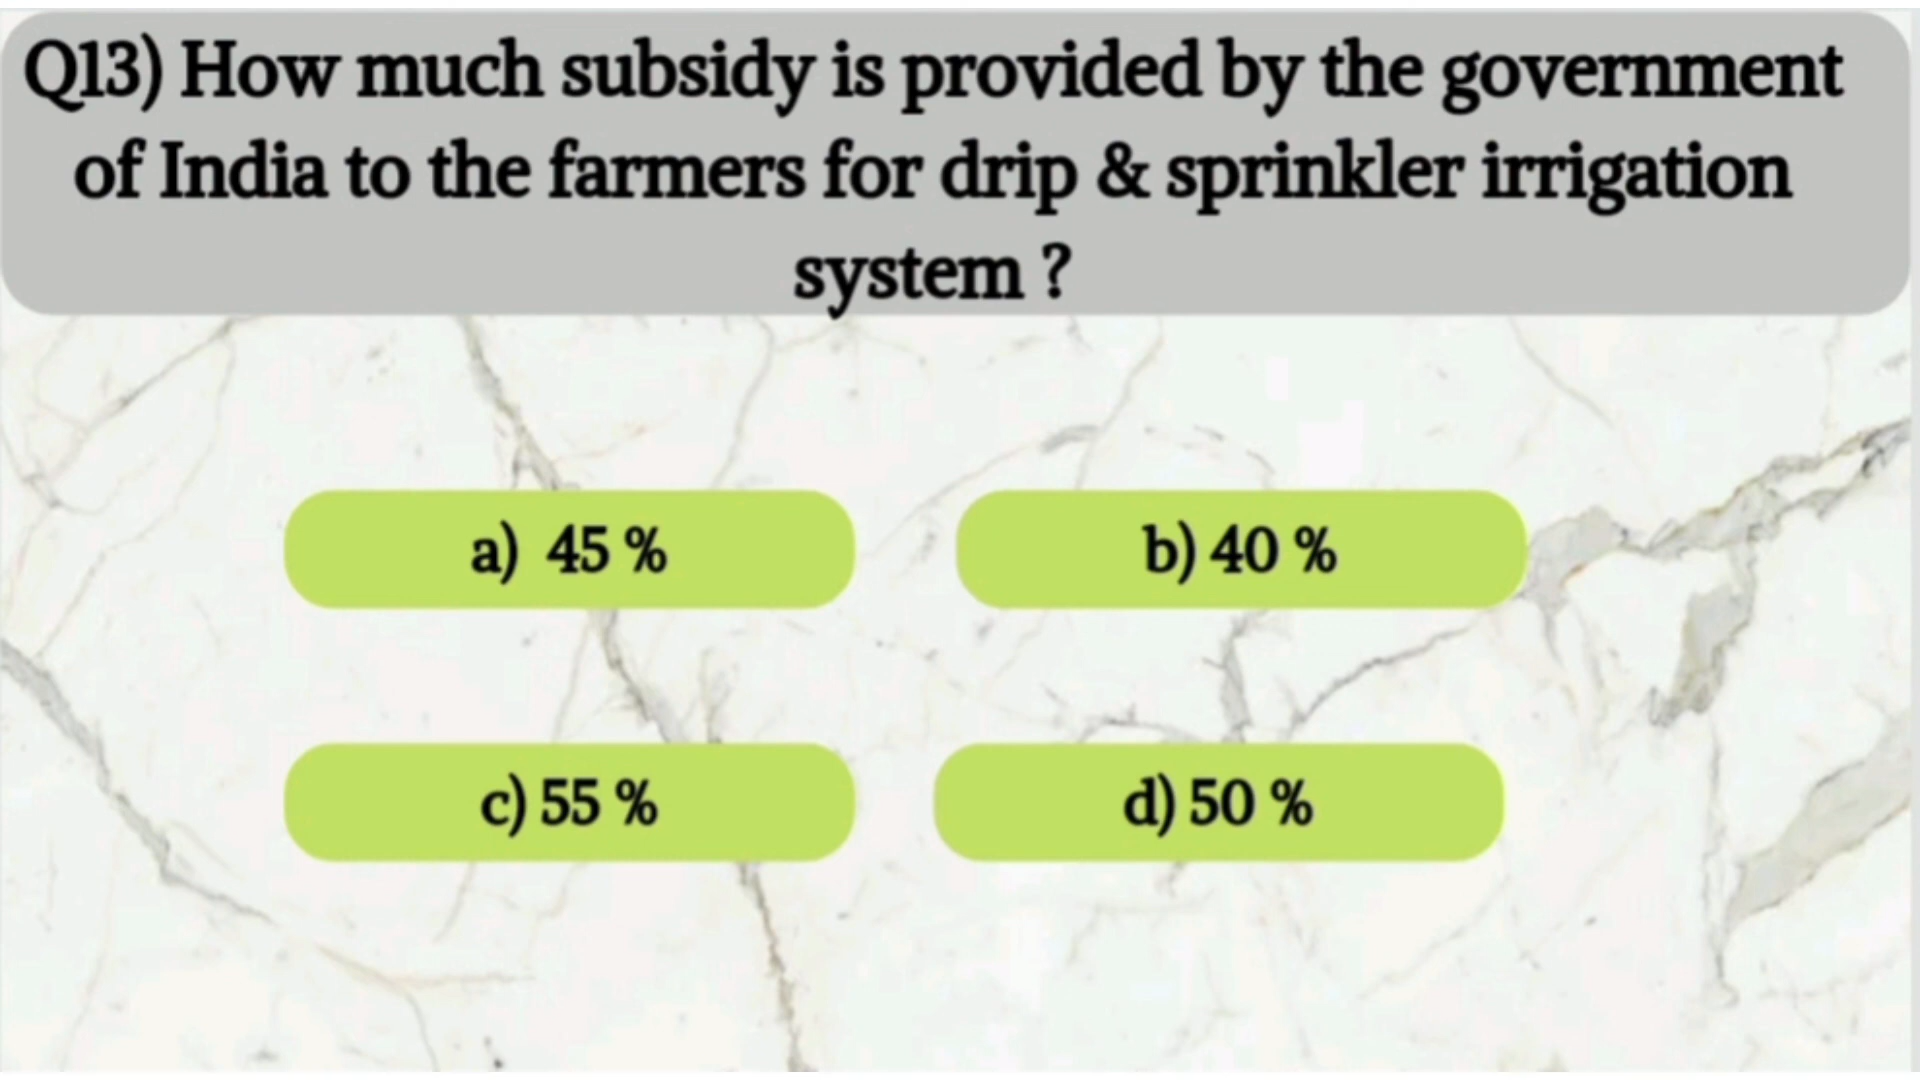 Q13) How much subsidy is provided by the government
of India to the farmers for drip & sprinkler irrigation
system ?
a) 45 %
b) 40 %
c) 55 %
d) 50 %